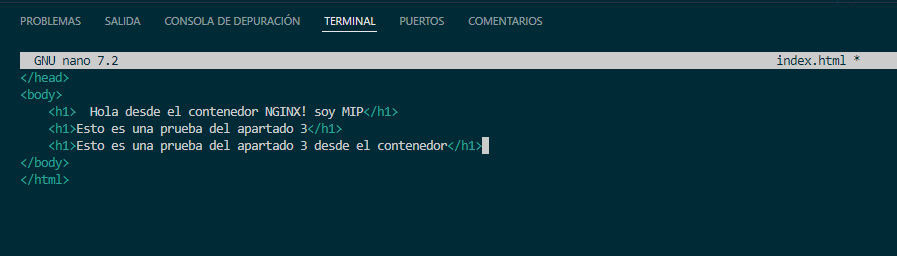 PROBLEMAS SALIDA CONSOLA DE DEPURACIÓN TERMINAL PUERTOS COMENTARIOS
GNU nano 7.2 index.html *
</head>
<body>
    <h1>  Hola desde el contenedor NGINX! soy MIP</h1>
    <h1>Esto es una prueba del apartado 3</h1>
    <h1>Esto es una prueba del apartado 3 desde el contenedor</h1>
</body>
</html>